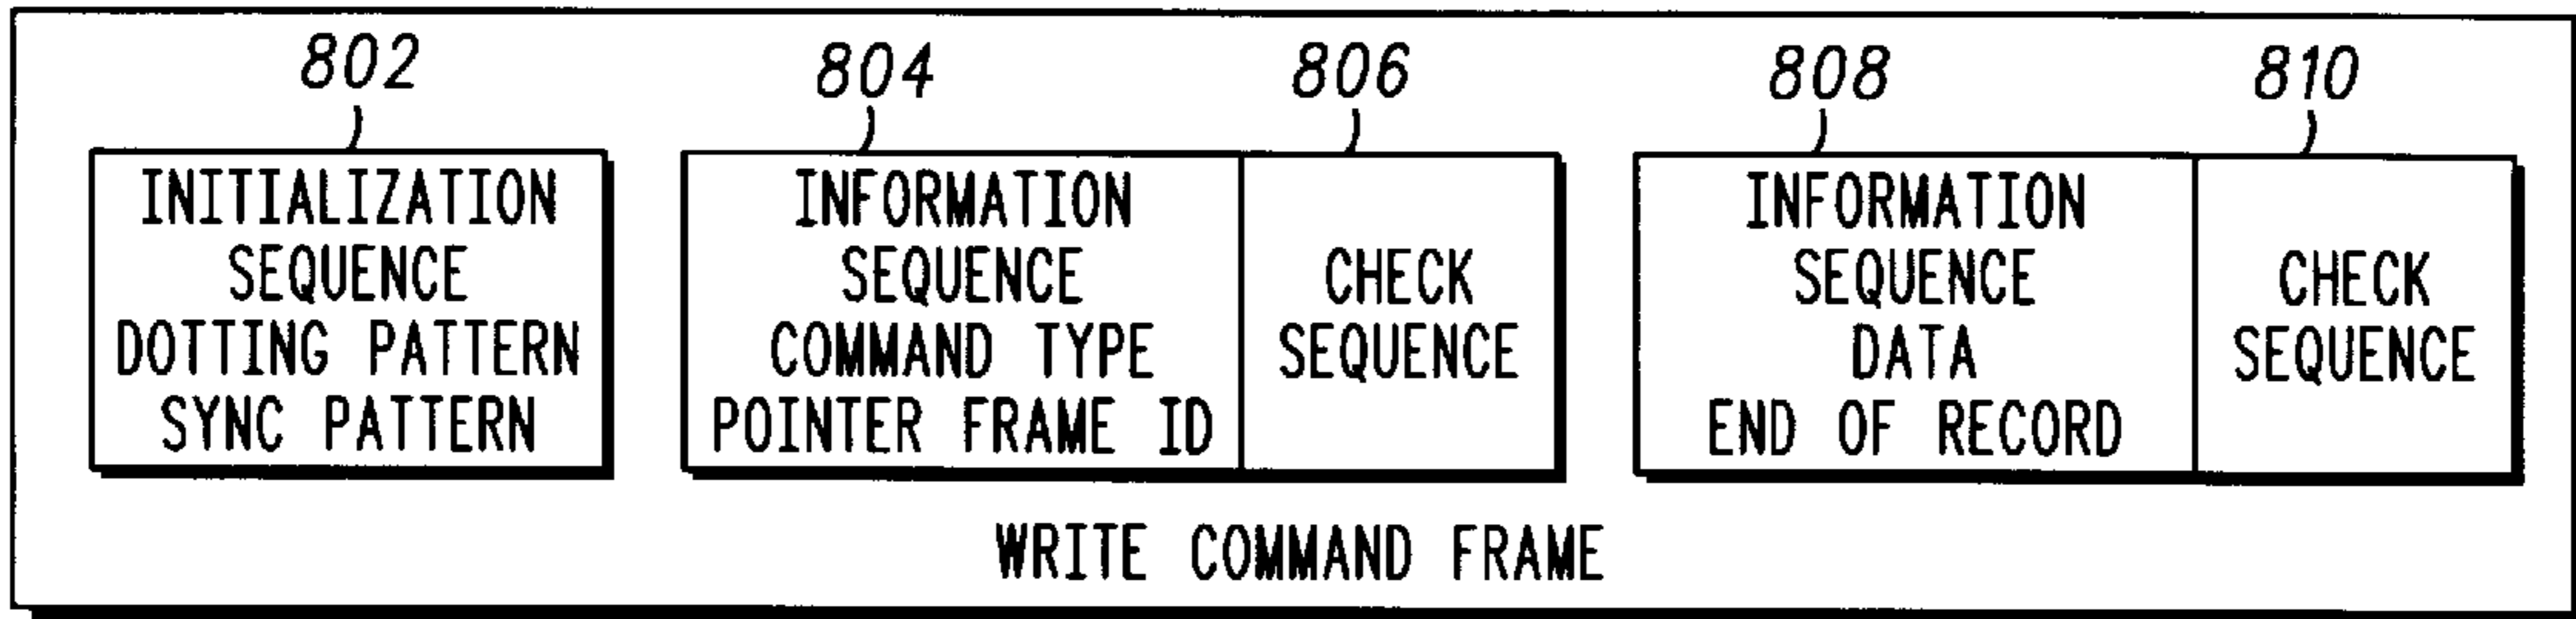 802
804
806
808
810
INITIALIZATION
SEQUENCE
DOTTING PATTERN
SYNC PATTERN
INFORMATION
SEQUENCE
COMMAND TYPE
POINTER FRAME ID
CHECK
SEQUENCE
INFORMATION
SEQUENCE
DATA
END OF RECORD
CHECK
SEQUENCE
WRITE COMMAND FRAME